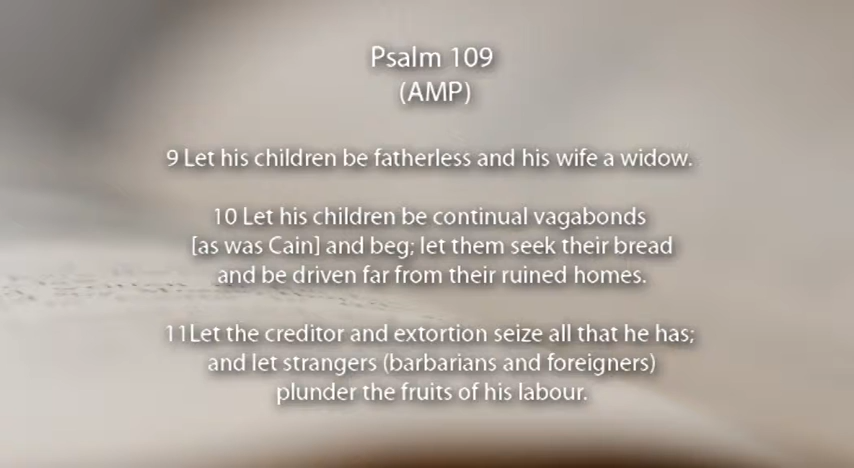 Psalm 109
(AMP)
9 Let his children be fatherless and his wife a widow.
10 Let his children be continual vagabonds
[as was Cain] and beg; let them seek their bread
and be driven far from their ruined homes.
11Let the creditor and extortion seize all that he has;
and let strangers (barbarians and foreigners)
plunder the fruits of his labour.